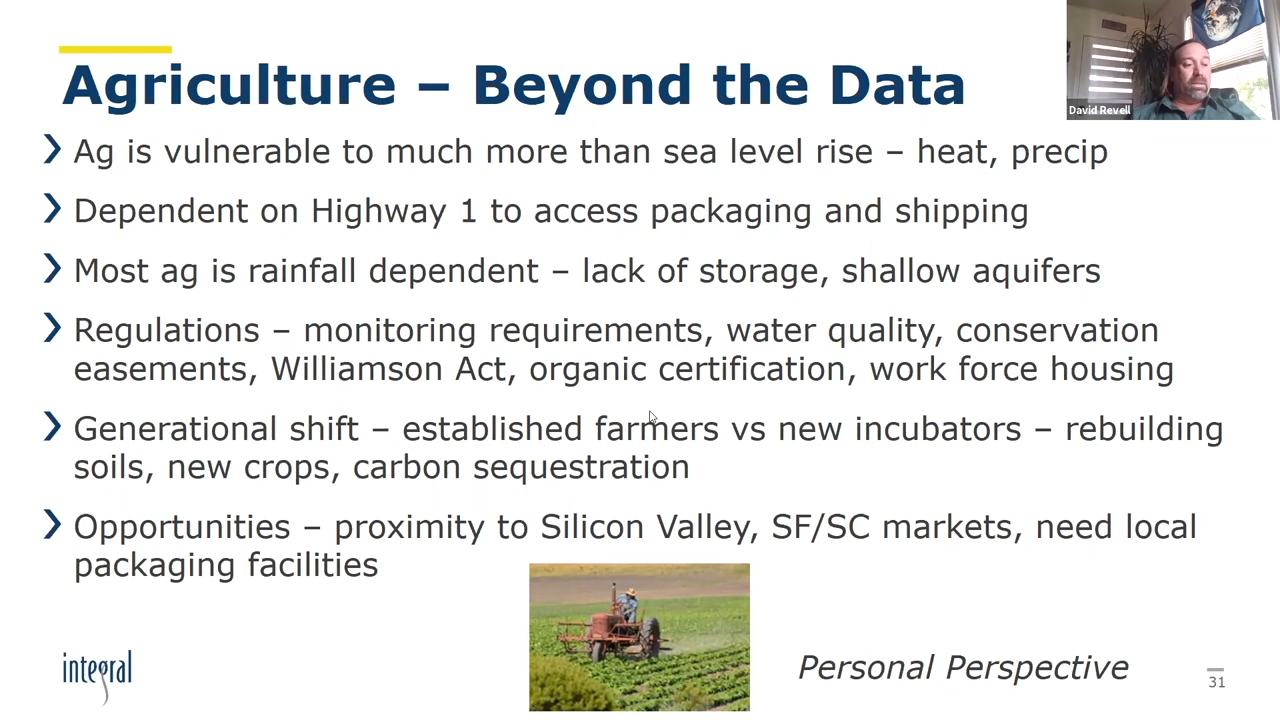 Agriculture – Beyond the Data
David Revell
Ag is vulnerable to much more than sea level rise – heat, precip
Dependent on Highway 1 to access packaging and shipping
Most ag is rainfall dependent – lack of storage, shallow aquifers
Regulations – monitoring requirements, water quality, conservation
easements, Williamson Act, organic certification, work force housing
Generational shift – established farmers vs new incubators – rebuilding
soils, new crops, carbon sequestration
Opportunities – proximity to Silicon Valley, SF/SC markets, need local
packaging facilities
integral
Personal Perspective
31